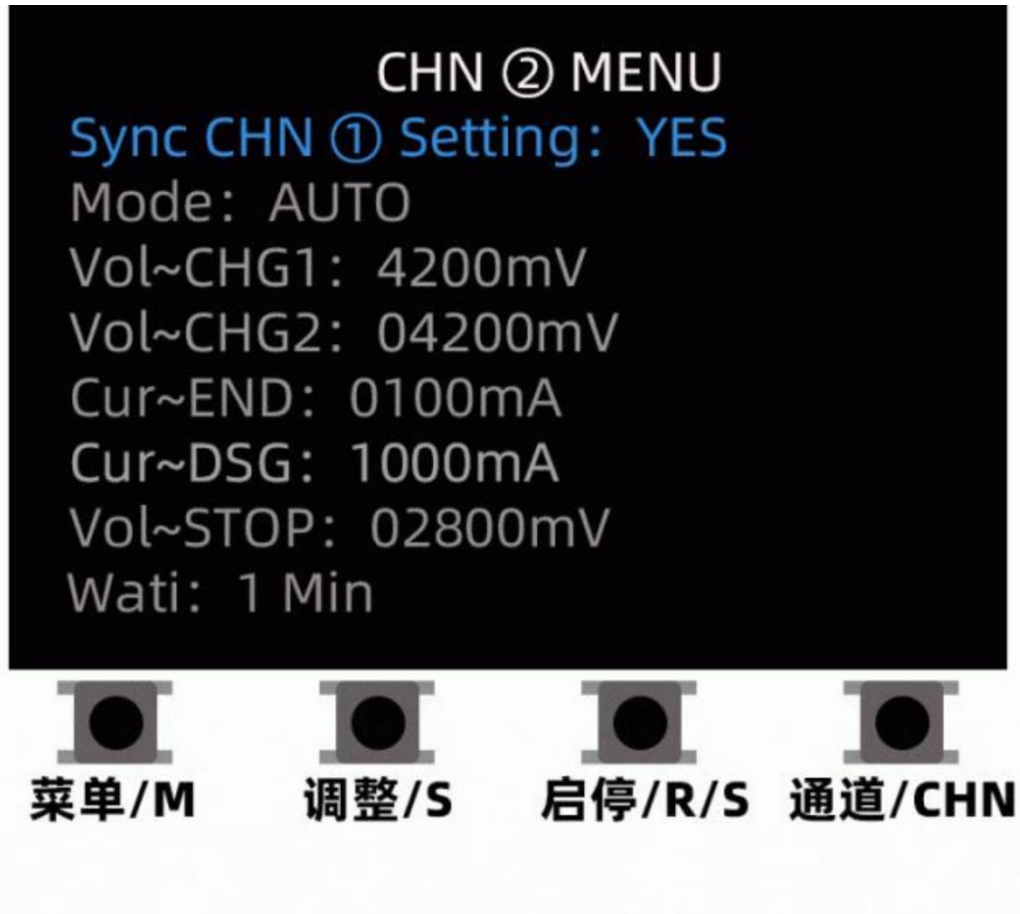 CHN ② MENU
Sync CHN ① Setting： YES
Mode： AUTO
Vol~CHG1： 4200mV
Vol~CHG2： 04200mV
Cur~END： 0100mA
Cur~DSG： 1000mA
Vol~STOP： 02800mV
Wati： 1 Min
菜单/M 调整/S 启停/R/S 通道/CHN